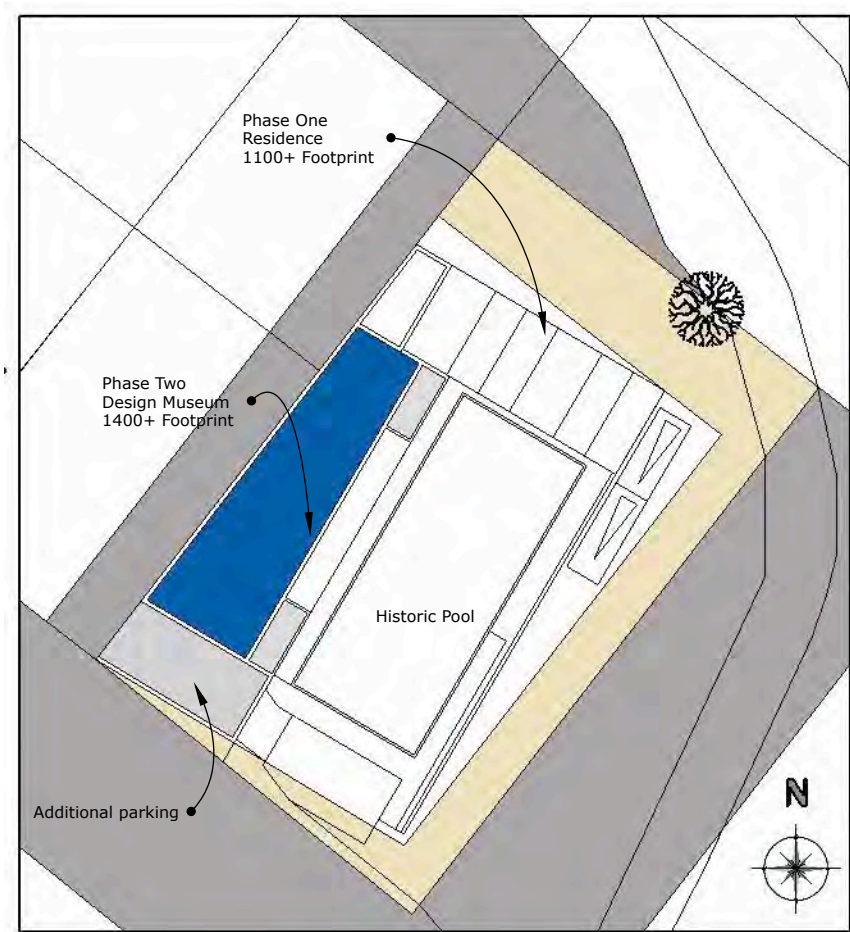 Phase One
Residence
1100+ Footprint
Phase Two
Design Museum
1400+ Footprint
Historic Pool
Additional parking
N